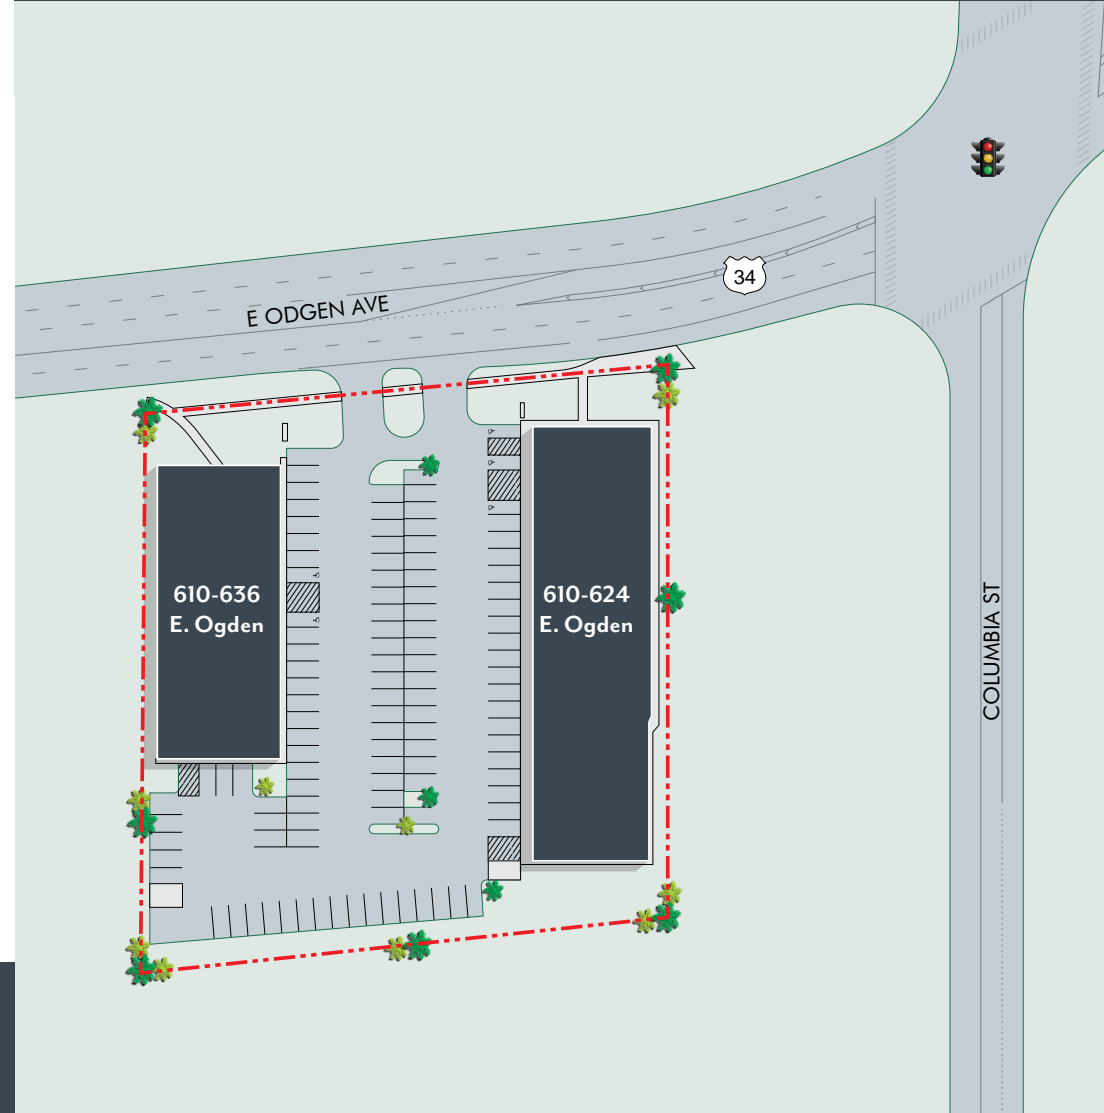 34
E ODGEN AVE
610-636
E. Ogden
610-624
E. Ogden
COLUMBIA ST